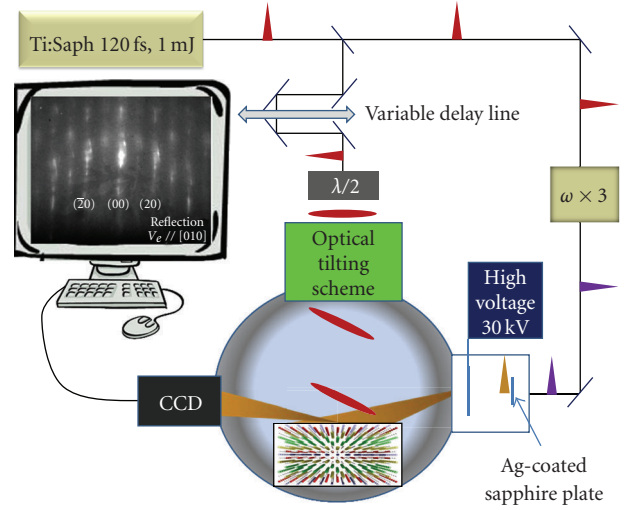 Ti:Saph 120 fs, 1 mJ
Variable delay line
λ/2
ω × 3
(2̅0) (00) (20)
Reflection
V_e // [010]
Optical
tilting
scheme
High
voltage
30 kV
CCD
Ag-coated
sapphire plate